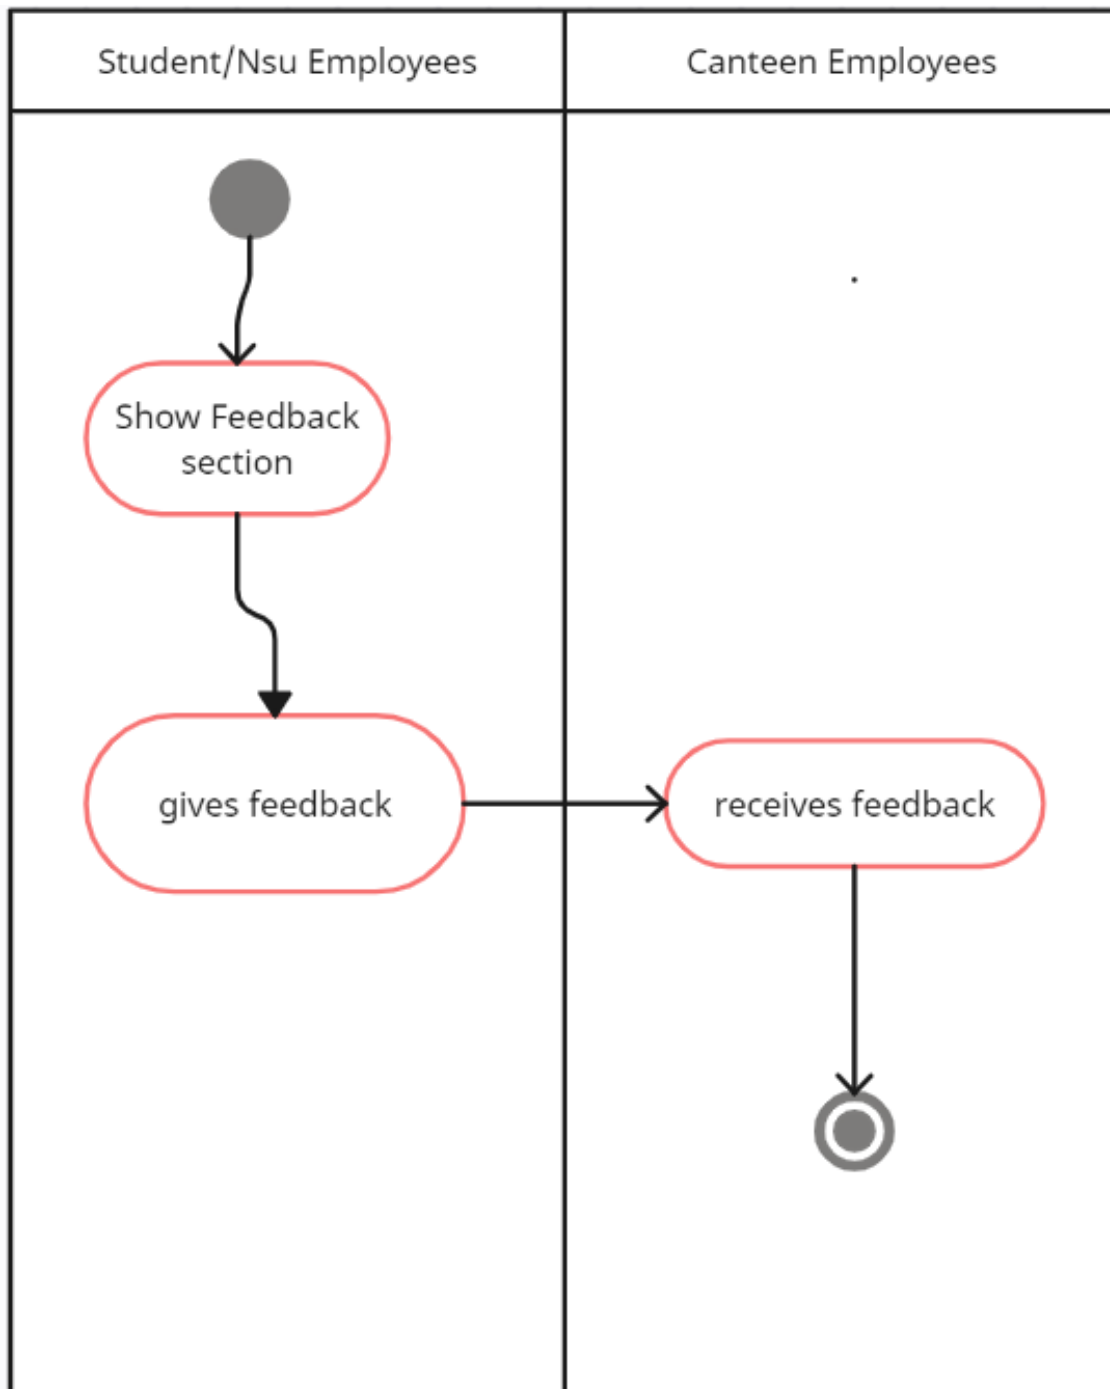 Student/Nsu Employees
Canteen Employees
Show Feedback
section
gives feedback
receives feedback